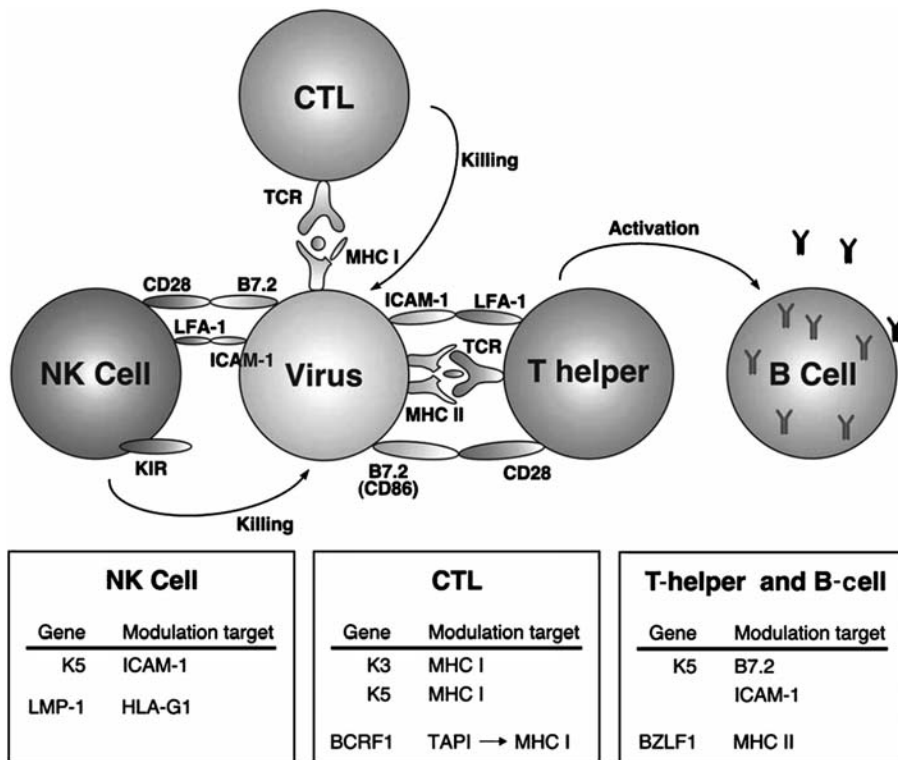 CTL
Killing
TCR
Activation
MHC I
CD28 B7.2
ICAM-1 LFA-1
LFA-1
TCR
ICAM-1
NK Cell
Virus
T helper
B Cell
MHC II
KIR
B7.2
(CD86)
CD28
Killing
NK Cell
Gene Modulation target
K5 ICAM-1
LMP-1 HLA-G1
CTL
Gene Modulation target
K3 MHC I
K5 MHC I
BCRF1 TAPI → MHC I
T-helper and B-cell
Gene Modulation target
K5 B7.2
ICAM-1
BZLF1 MHC II